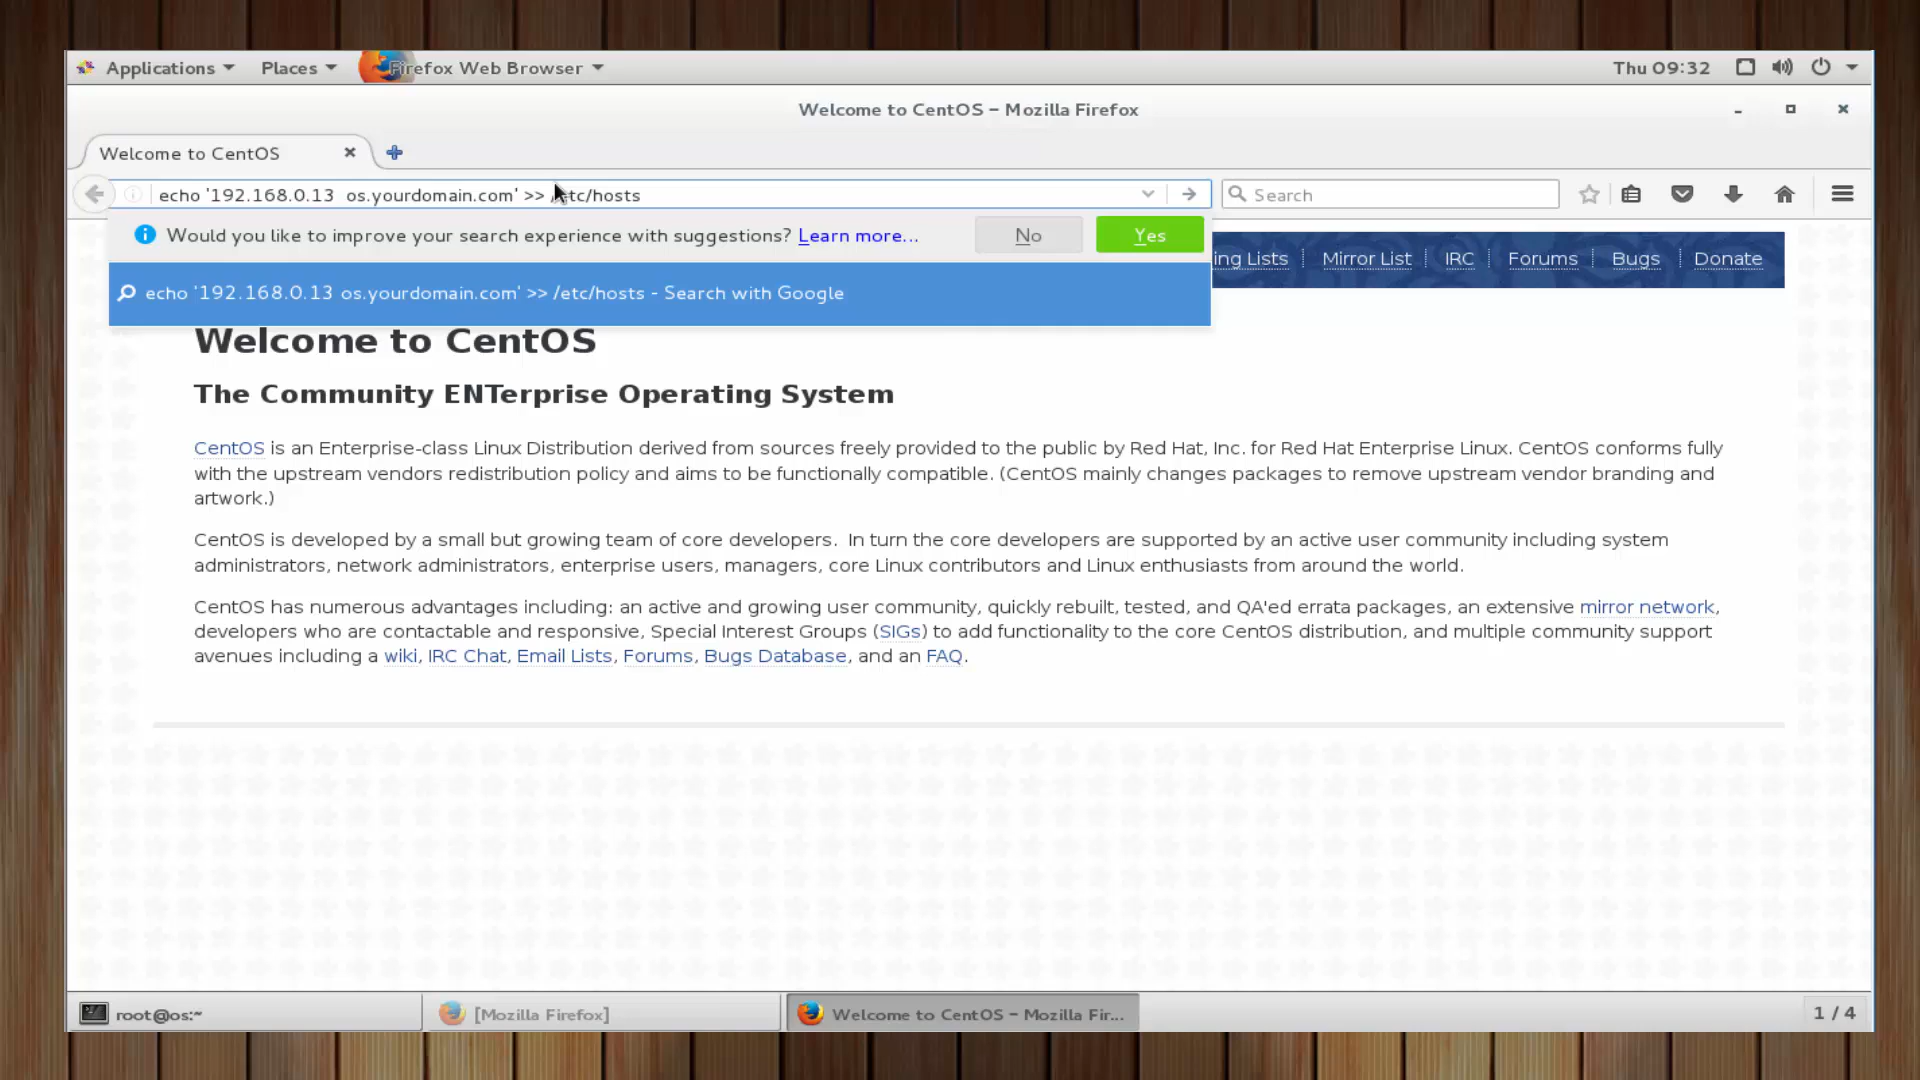 Applications Places Firefox Web Browser Thu 09:32
Welcome to CentOS – Mozilla Firefox
Welcome to CentOS
echo '192.168.0.13  os.yourdomain.com' >> /etc/hosts Search
Would you like to improve your search experience with suggestions? Learn more... No Yes
ing Lists Mirror List IRC Forums Bugs Donate
echo '192.168.0.13 os.yourdomain.com' >> /etc/hosts - Search with Google
Welcome to CentOS
The Community ENTerprise Operating System
CentOS is an Enterprise-class Linux Distribution derived from sources freely provided to the public by Red Hat, Inc. for Red Hat Enterprise Linux. CentOS conforms fully
with the upstream vendors redistribution policy and aims to be functionally compatible. (CentOS mainly changes packages to remove upstream vendor branding and
artwork.)
CentOS is developed by a small but growing team of core developers.  In turn the core developers are supported by an active user community including system
administrators, network administrators, enterprise users, managers, core Linux contributors and Linux enthusiasts from around the world.
CentOS has numerous advantages including: an active and growing user community, quickly rebuilt, tested, and QA'ed errata packages, an extensive mirror network,
developers who are contactable and responsive, Special Interest Groups (SIGs) to add functionality to the core CentOS distribution, and multiple community support
avenues including a wiki, IRC Chat, Email Lists, Forums, Bugs Database, and an FAQ.
root@os:~ [Mozilla Firefox] Welcome to CentOS – Mozilla Fir... 1 / 4